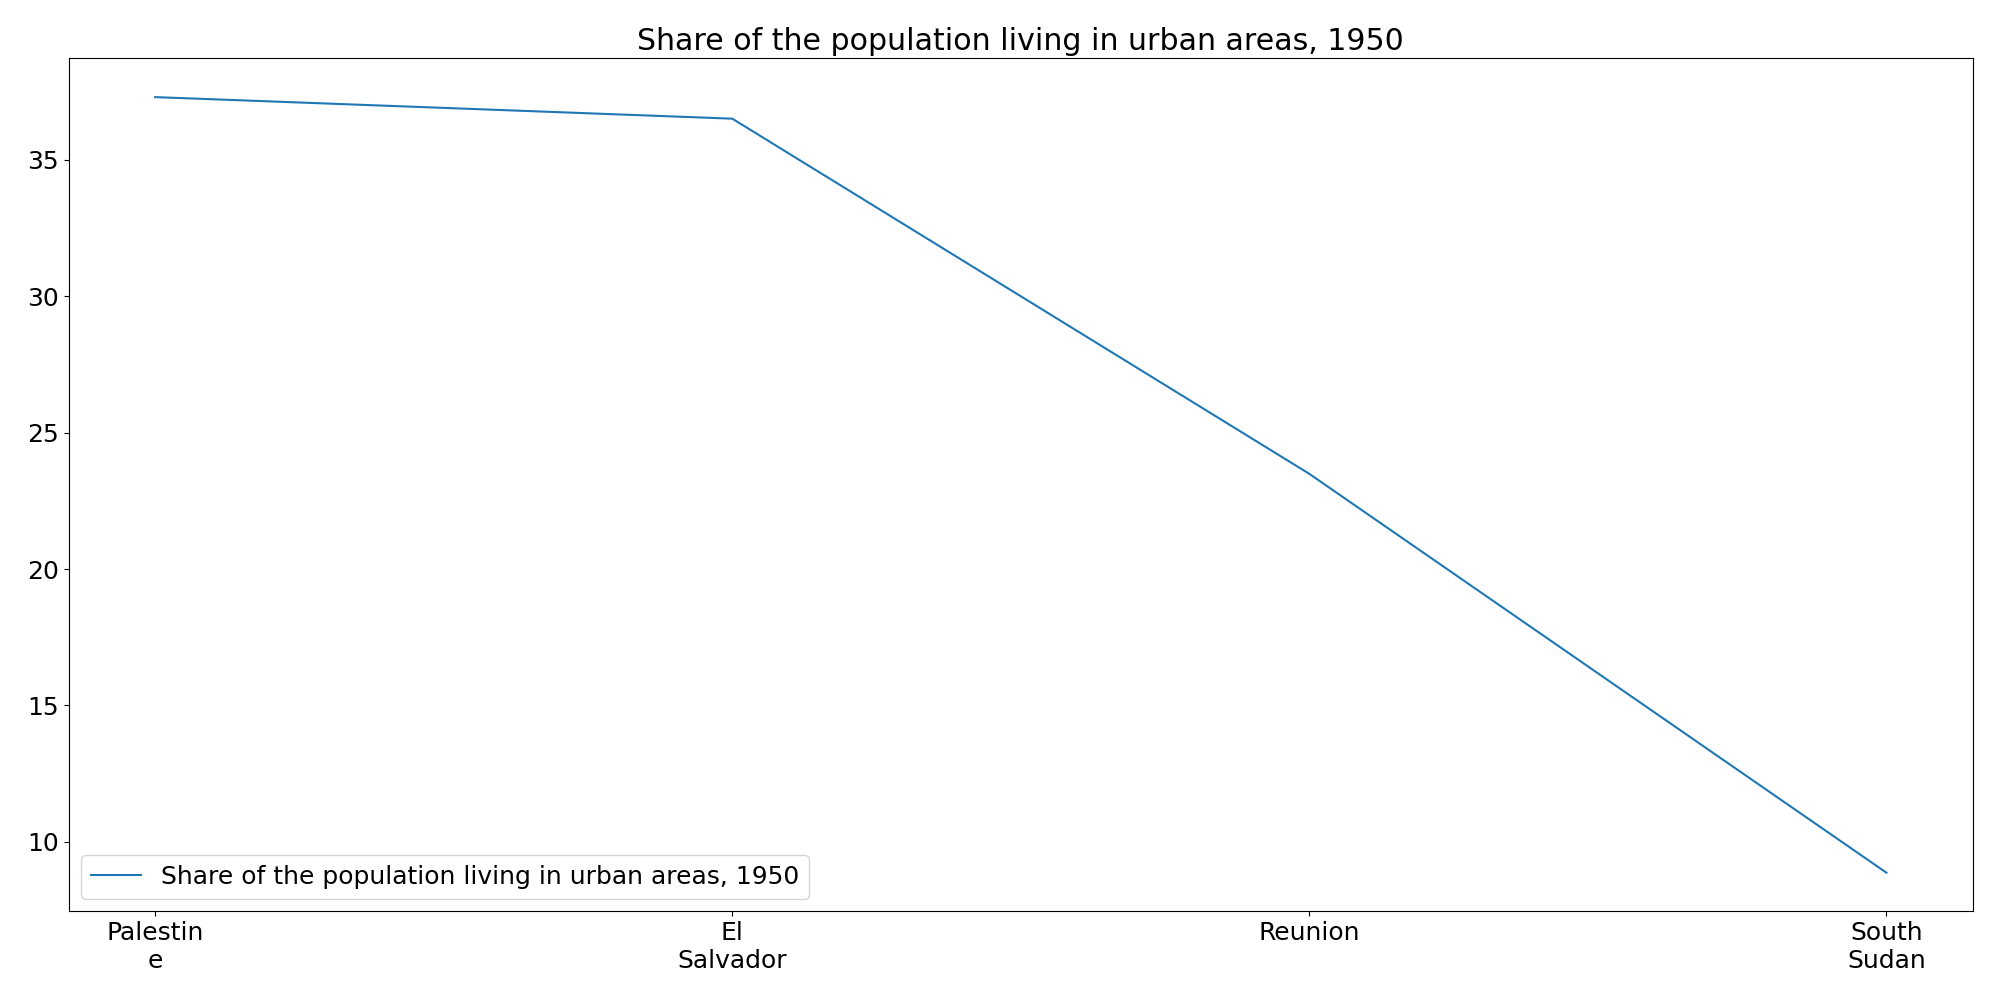 Share of the population living in urban areas, 1950
35
30
25
20
15
10
Share of the population living in urban areas, 1950
Palestin
e
El
Salvador
Reunion
South
Sudan